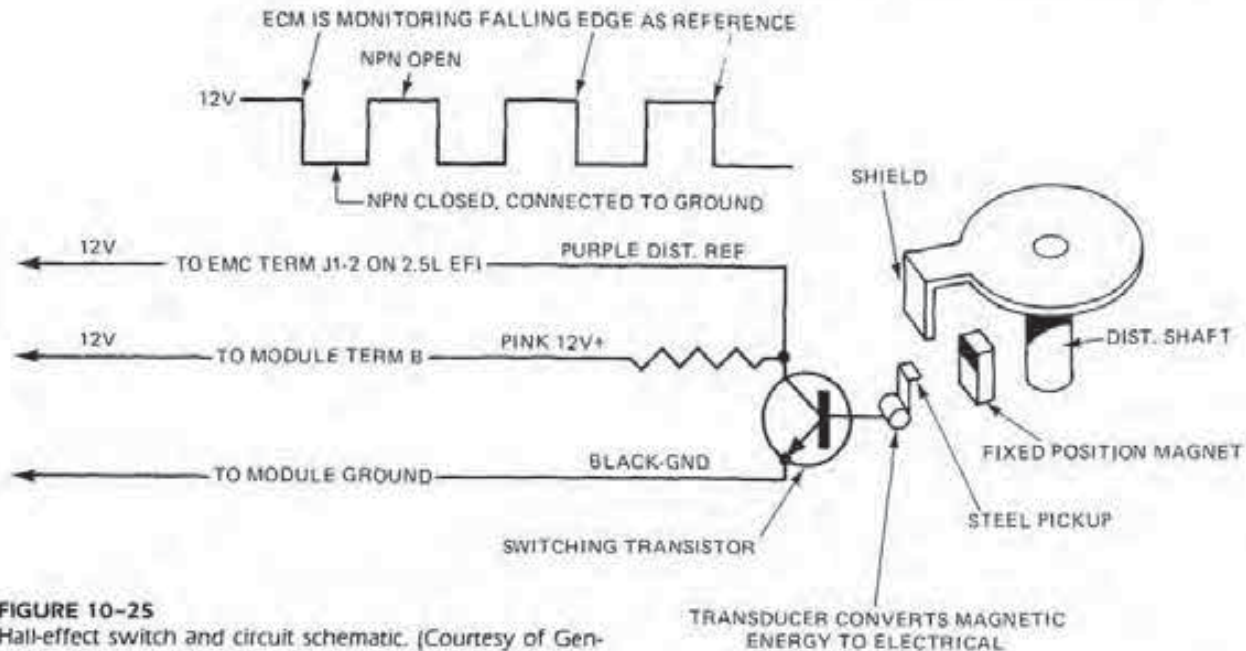 ECM IS MONITORING FALLING EDGE AS REFERENCE
NPN OPEN
12V
NPN CLOSED, CONNECTED TO GROUND
SHIELD
12V
TO EMC TERM J1-2 ON 2.5L EFI
PURPLE DIST. REF
DIST. SHAFT
12V
TO MODULE TERM B
PINK 12V+
FIXED POSITION MAGNET
TO MODULE GROUND
BLACK-GND
STEEL PICKUP
SWITCHING TRANSISTOR
TRANSDUCER CONVERTS MAGNETIC
ENERGY TO ELECTRICAL
FIGURE 10-25
Hall-effect switch and circuit schematic. (Courtesy of Gen-